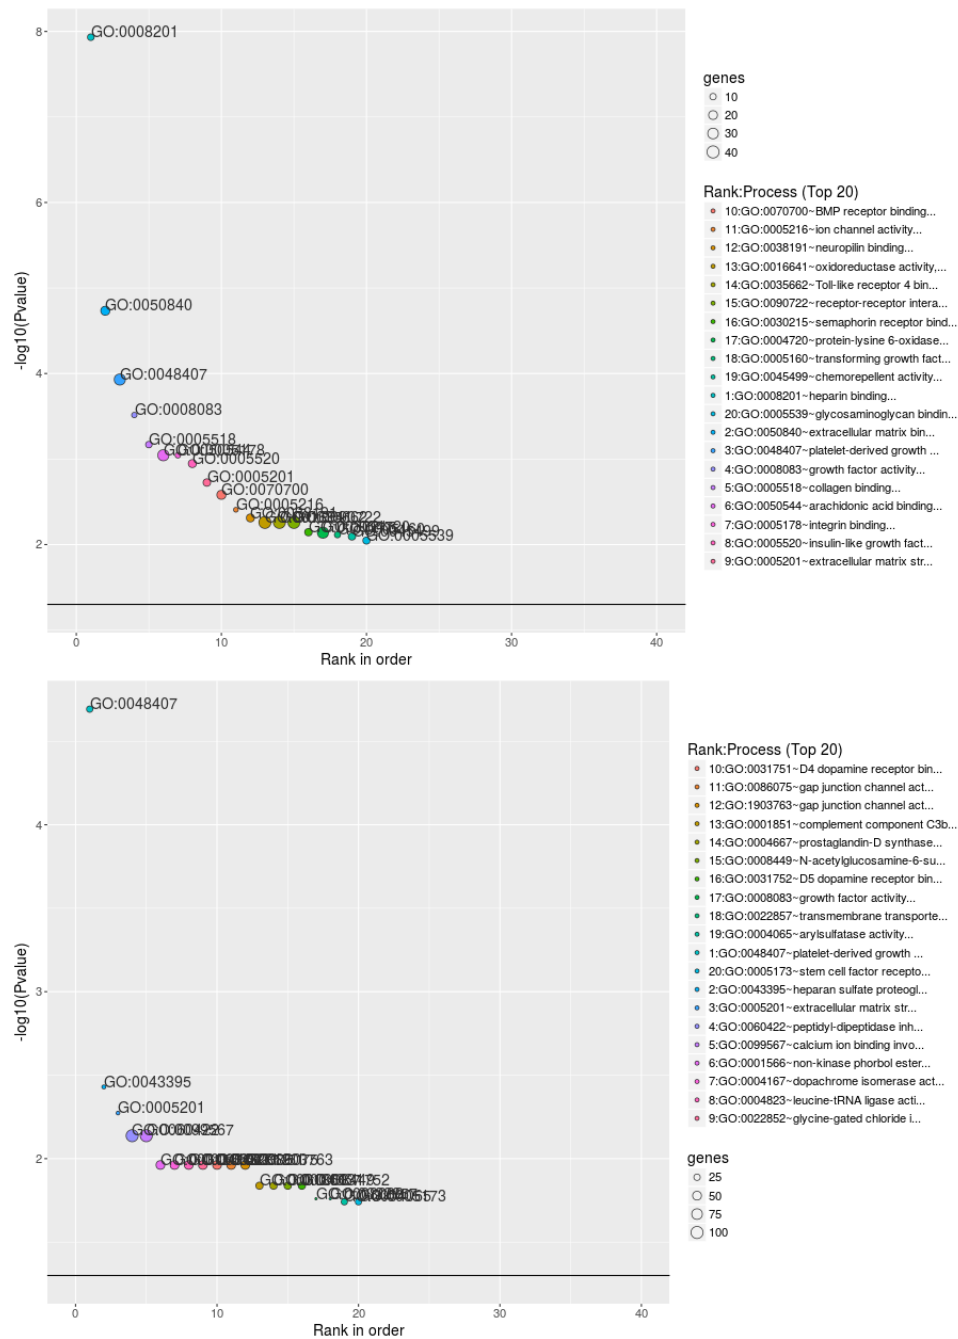 8
GO:0008201
6
GO:0050840
4
GO:0048407
GO:0008083
GO:0005518
GO:0005520
GO:0005201
GO:0070700
GO:0005216
GO:0005539
2
-log10(Pvalue)
0
10
20
30
40
Rank in order
genes
10
20
30
40
Rank:Process (Top 20)
10:GO:0070700~BMP receptor binding...
11:GO:0005216~ion channel activity...
12:GO:0038191~neuropilin binding...
13:GO:0016641~oxidoreductase activity,...
14:GO:0035662~Toll-like receptor 4 bin...
15:GO:0090722~receptor-receptor intera...
16:GO:0030215~semaphorin receptor bind...
17:GO:0004720~protein-lysine 6-oxidase...
18:GO:0005160~transforming growth fact...
19:GO:0045499~chemorepellent activity...
1:GO:0008201~heparin binding...
20:GO:0005539~glycosaminoglycan bindin...
2:GO:0050840~extracellular matrix bin...
3:GO:0048407~platelet-derived growth ...
4:GO:0008083~growth factor activity...
5:GO:0005518~collagen binding...
6:GO:0050544~arachidonic acid binding...
7:GO:0005178~integrin binding...
8:GO:0005520~insulin-like growth fact...
9:GO:0005201~extracellular matrix str...
GO:0048407
4
3
GO:0043395
GO:0005201
2
-log10(Pvalue)
0
10
20
30
40
Rank in order
Rank:Process (Top 20)
10:GO:0031751~D4 dopamine receptor bin...
11:GO:0086075~gap junction channel act...
12:GO:1903763~gap junction channel act...
13:GO:0001851~complement component C3b...
14:GO:0004667~prostaglandin-D synthase...
15:GO:0008449~N-acetylglucosamine-6-su...
16:GO:0031752~D5 dopamine receptor bin...
17:GO:0008083~growth factor activity...
18:GO:0022857~transmembrane transporte...
19:GO:0004065~arylsulfatase activity...
1:GO:0048407~platelet-derived growth ...
20:GO:0005173~stem cell factor recepto...
2:GO:0043395~heparan sulfate proteogl...
3:GO:0005201~extracellular matrix str...
4:GO:0060422~peptidyl-dipeptidase inh...
5:GO:0099567~calcium ion binding invo...
6:GO:0001566~non-kinase phorbol ester...
7:GO:0004167~dopachrome isomerase act...
8:GO:0004823~leucine-tRNA ligase acti...
9:GO:0022852~glycine-gated chloride i...
genes
25
50
75
100